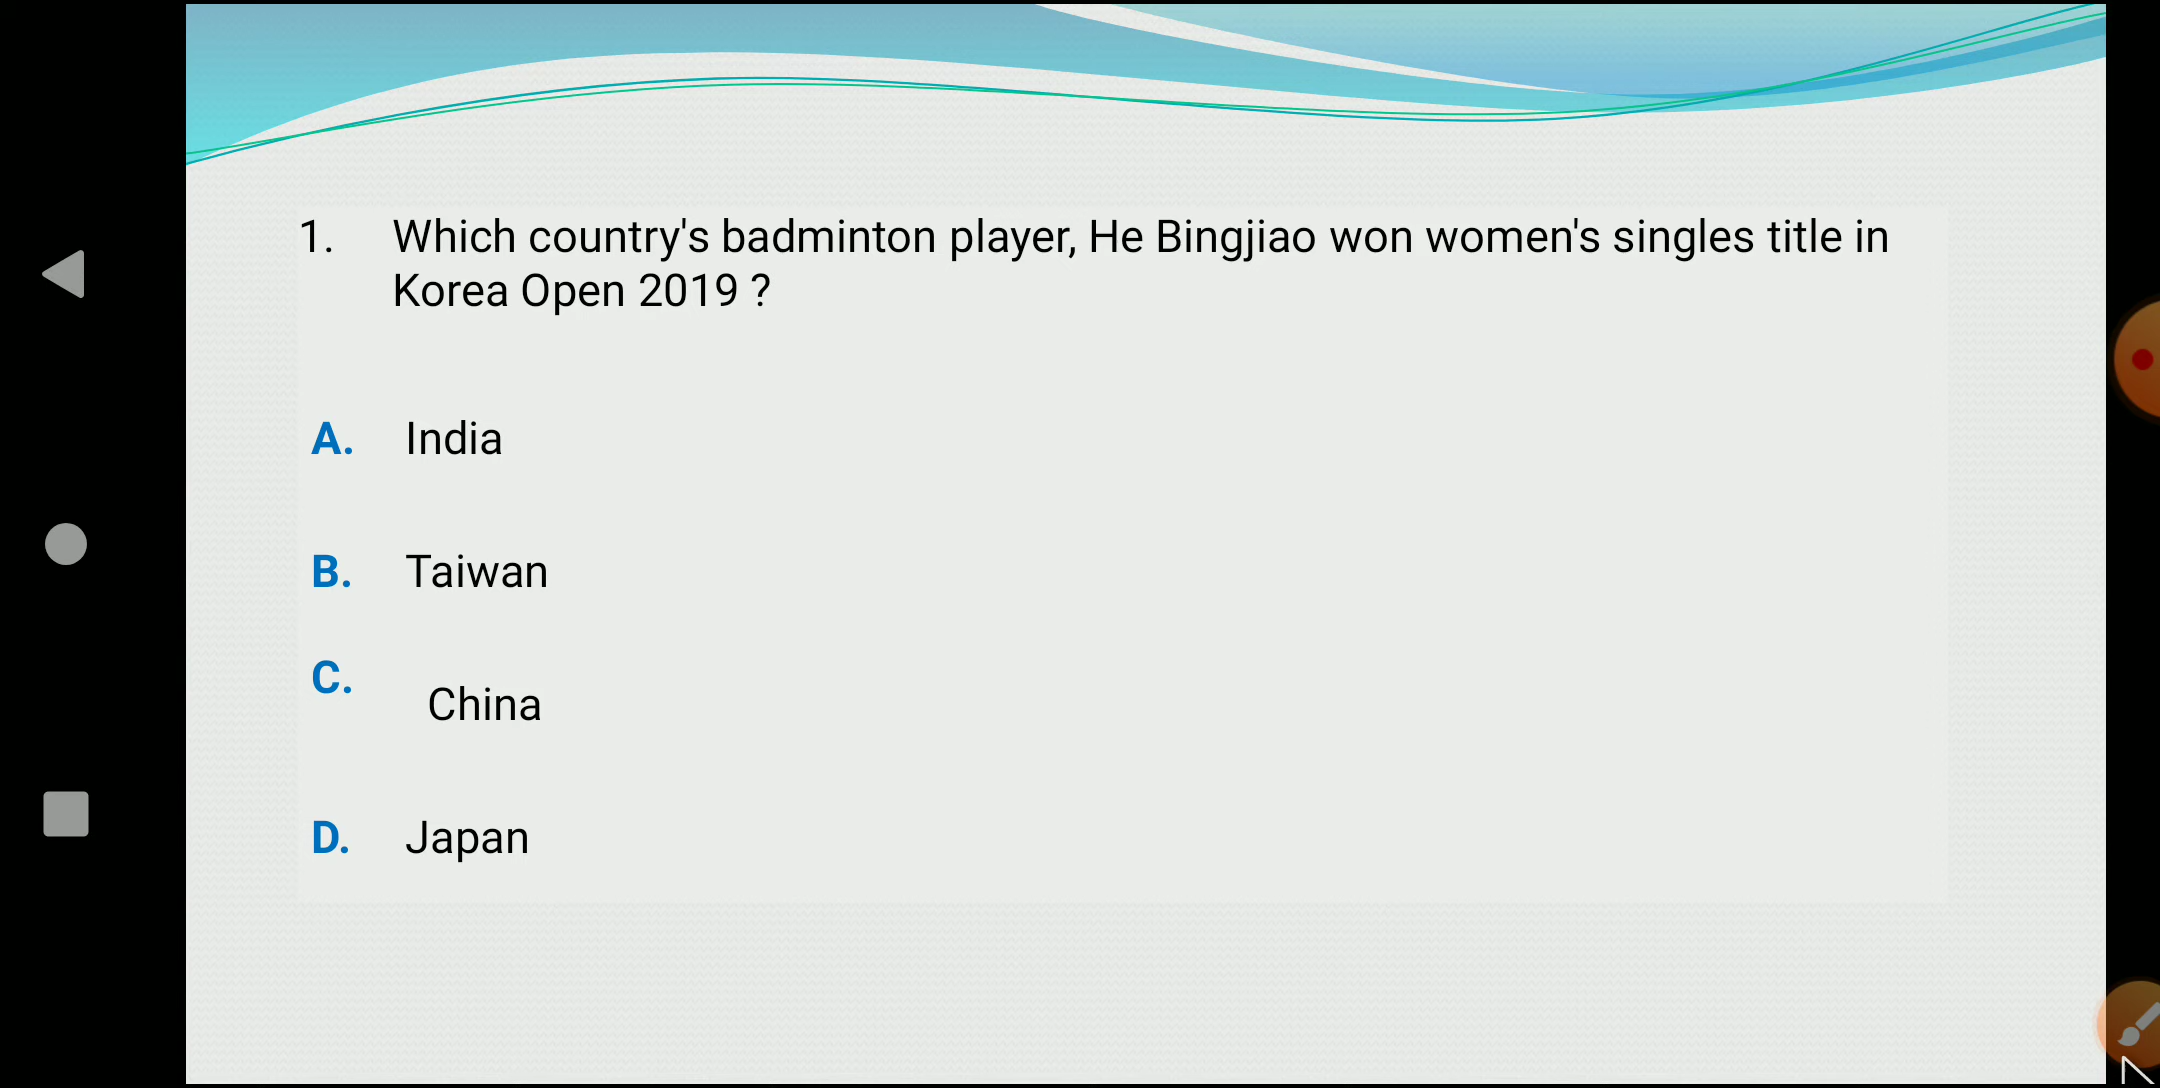 1. Which country's badminton player, He Bingjiao won women's singles title in
Korea Open 2019 ?
A. India
B. Taiwan
C. China
D. Japan